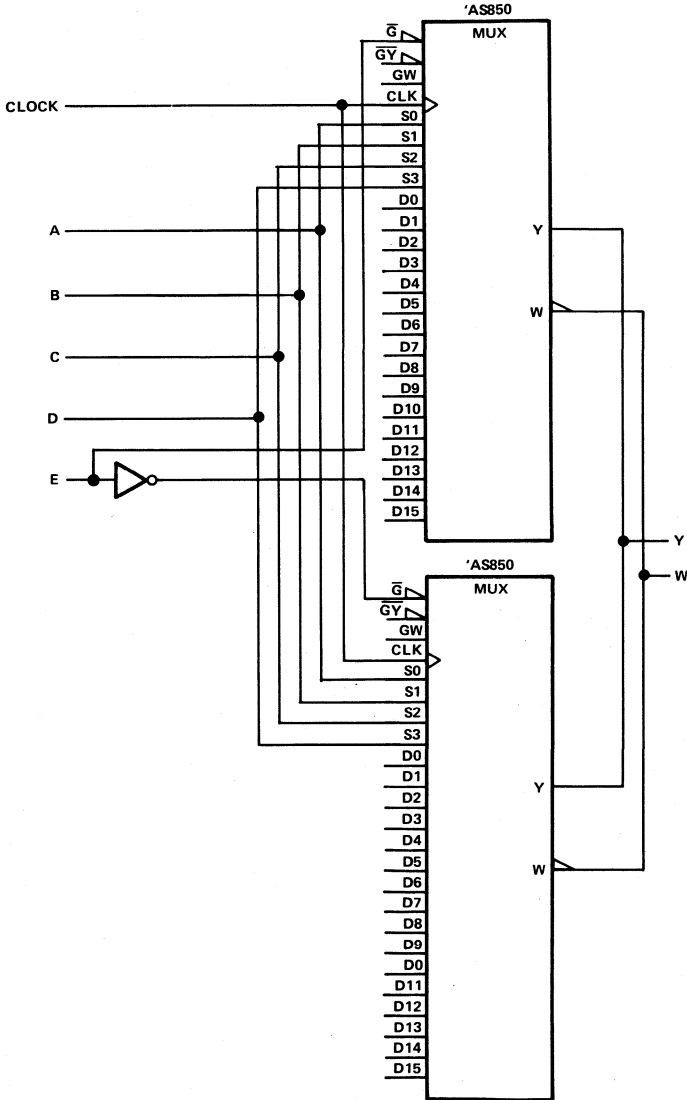 'AS850
MUX
G
GY
GW
CLK
S0
S1
S2
S3
D0
D1
D2
D3
D4
D5
D6
D7
D8
D9
D10
D11
D12
D13
D14
D15
Y
W
CLOCK
A
B
C
D
E
Y
W
'AS850
MUX
G
GY
GW
CLK
S0
S1
S2
S3
D0
D1
D2
D3
D4
D5
D6
D7
D8
D9
D0
D11
D12
D13
D14
D15
Y
W